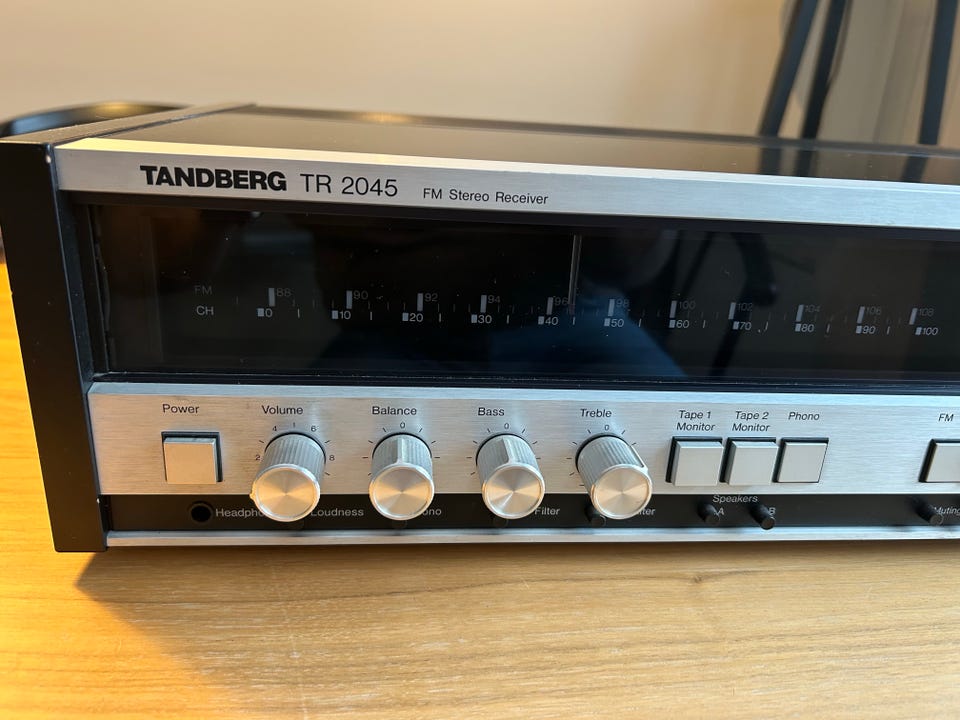 TANDBERG TR 2045 FM Stereo Receiver
FM 88 90 92 94 96 98 100 102 104 106 108
CH 0 10 20 30 40 50 60 70 80 90 100
Power Volume Balance Bass Treble Tape 1 Monitor Tape 2 Monitor Phono FM
2 4 6 8 0 0 0
Speakers
Loudness Filter A B Muting